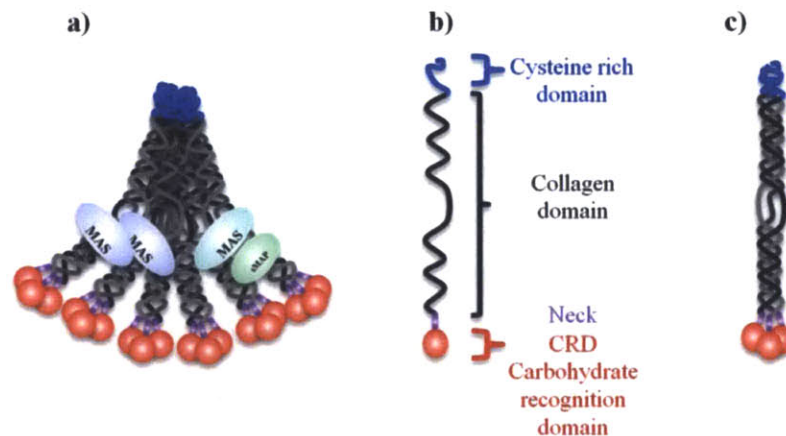 a)
MAS
MAS
MAS
sMAP
b)
Cysteine rich
domain
Collagen
domain
Neck
CRD
Carbohydrate
recognition
domain
c)